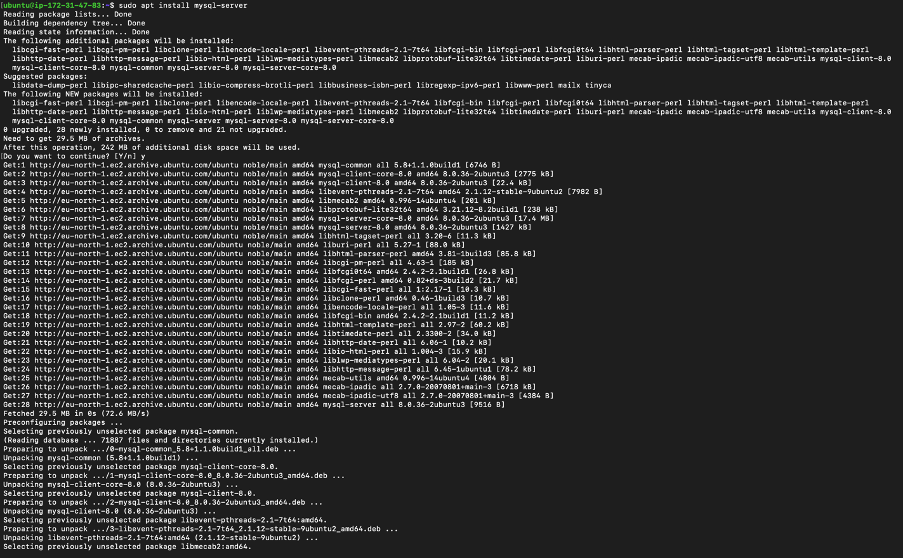 [ubuntu@ip-172-31-47-83:~$ sudo apt install mysql-server
Reading package lists... Done
Building dependency tree... Done
Reading state information... Done
The following additional packages will be installed:
libcgi-fast-perl libcgi-pm-perl libclone-perl libencode-locale-perl libevent-pthreads-2.1-7t64 libfcgi-bin libfcgi-perl libfcgi0t64 libhtml-parser-perl libhtml-tagset-perl libhtml-template-perl
libhttp-date-perl libhttp-message-perl libio-html-perl liblwp-mediatypes-perl libmecab2 libprotobuf-lite32t64 libtimedate-perl liburi-perl mecab-ipadic mecab-ipadic-utf8 mecab-utils mysql-client-8.0
mysql-client-core-8.0 mysql-common mysql-server-8.0 mysql-server-core-8.0
Suggested packages:
libdata-dump-perl libipc-sharedcache-perl libio-compress-brotli-perl libbusiness-isbn-perl libregexp-ipv6-perl libwww-perl mailx tinyca
The following NEW packages will be installed:
libcgi-fast-perl libcgi-pm-perl libclone-perl libencode-locale-perl libevent-pthreads-2.1-7t64 libfcgi-bin libfcgi-perl libfcgi0t64 libhtml-parser-perl libhtml-tagset-perl libhtml-template-perl
libhttp-date-perl libhttp-message-perl libio-html-perl liblwp-mediatypes-perl libmecab2 libprotobuf-lite32t64 libtimedate-perl liburi-perl mecab-ipadic mecab-ipadic-utf8 mecab-utils mysql-client-8.0
mysql-client-core-8.0 mysql-common mysql-server mysql-server-8.0 mysql-server-core-8.0
0 upgraded, 28 newly installed, 0 to remove and 21 not upgraded.
Need to get 29.5 MB of archives.
After this operation, 242 MB of additional disk space will be used.
[Do you want to continue? [Y/n] y
Get:1 http://eu-north-1.ec2.archive.ubuntu.com/ubuntu noble/main amd64 mysql-common all 5.8+1.1.0build1 [6746 B]
Get:2 http://eu-north-1.ec2.archive.ubuntu.com/ubuntu noble/main amd64 mysql-client-core-8.0 amd64 8.0.36-2ubuntu3 [2775 kB]
Get:3 http://eu-north-1.ec2.archive.ubuntu.com/ubuntu noble/main amd64 mysql-client-8.0 amd64 8.0.36-2ubuntu3 [22.4 kB]
Get:4 http://eu-north-1.ec2.archive.ubuntu.com/ubuntu noble/main amd64 libevent-pthreads-2.1-7t64 amd64 2.1.12-stable-9ubuntu2 [7982 B]
Get:5 http://eu-north-1.ec2.archive.ubuntu.com/ubuntu noble/main amd64 libmecab2 amd64 0.996-14ubuntu4 [201 kB]
Get:6 http://eu-north-1.ec2.archive.ubuntu.com/ubuntu noble/main amd64 libprotobuf-lite32t64 amd64 3.21.12-8.2build1 [238 kB]
Get:7 http://eu-north-1.ec2.archive.ubuntu.com/ubuntu noble/main amd64 mysql-server-core-8.0 amd64 8.0.36-2ubuntu3 [17.4 MB]
Get:8 http://eu-north-1.ec2.archive.ubuntu.com/ubuntu noble/main amd64 mysql-server-8.0 amd64 8.0.36-2ubuntu3 [1427 kB]
Get:9 http://eu-north-1.ec2.archive.ubuntu.com/ubuntu noble/main amd64 libhtml-tagset-perl all 3.20-6 [11.3 kB]
Get:10 http://eu-north-1.ec2.archive.ubuntu.com/ubuntu noble/main amd64 liburi-perl all 5.27-1 [88.0 kB]
Get:11 http://eu-north-1.ec2.archive.ubuntu.com/ubuntu noble/main amd64 libhtml-parser-perl amd64 3.81-1build3 [85.8 kB]
Get:12 http://eu-north-1.ec2.archive.ubuntu.com/ubuntu noble/main amd64 libcgi-pm-perl all 4.63-1 [185 kB]
Get:13 http://eu-north-1.ec2.archive.ubuntu.com/ubuntu noble/main amd64 libfcgi0t64 amd64 2.4.2-2.1build1 [26.8 kB]
Get:14 http://eu-north-1.ec2.archive.ubuntu.com/ubuntu noble/main amd64 libfcgi-perl amd64 0.82+ds-3build2 [21.7 kB]
Get:15 http://eu-north-1.ec2.archive.ubuntu.com/ubuntu noble/main amd64 libcgi-fast-perl all 1:2.17-1 [10.3 kB]
Get:16 http://eu-north-1.ec2.archive.ubuntu.com/ubuntu noble/main amd64 libclone-perl amd64 0.46-1build3 [10.7 kB]
Get:17 http://eu-north-1.ec2.archive.ubuntu.com/ubuntu noble/main amd64 libencode-locale-perl all 1.05-3 [11.6 kB]
Get:18 http://eu-north-1.ec2.archive.ubuntu.com/ubuntu noble/main amd64 libfcgi-bin amd64 2.4.2-2.1build1 [11.2 kB]
Get:19 http://eu-north-1.ec2.archive.ubuntu.com/ubuntu noble/main amd64 libhtml-template-perl all 2.97-2 [60.2 kB]
Get:20 http://eu-north-1.ec2.archive.ubuntu.com/ubuntu noble/main amd64 libtimedate-perl all 2.3300-2 [34.0 kB]
Get:21 http://eu-north-1.ec2.archive.ubuntu.com/ubuntu noble/main amd64 libhttp-date-perl all 6.06-1 [10.2 kB]
Get:22 http://eu-north-1.ec2.archive.ubuntu.com/ubuntu noble/main amd64 libio-html-perl all 1.004-3 [15.9 kB]
Get:23 http://eu-north-1.ec2.archive.ubuntu.com/ubuntu noble/main amd64 liblwp-mediatypes-perl all 6.04-2 [20.1 kB]
Get:24 http://eu-north-1.ec2.archive.ubuntu.com/ubuntu noble/main amd64 libhttp-message-perl all 6.45-1ubuntu1 [78.2 kB]
Get:25 http://eu-north-1.ec2.archive.ubuntu.com/ubuntu noble/main amd64 mecab-utils amd64 0.996-14ubuntu4 [4804 B]
Get:26 http://eu-north-1.ec2.archive.ubuntu.com/ubuntu noble/main amd64 mecab-ipadic all 2.7.0-20070801+main-3 [6718 kB]
Get:27 http://eu-north-1.ec2.archive.ubuntu.com/ubuntu noble/main amd64 mecab-ipadic-utf8 all 2.7.0-20070801+main-3 [4384 B]
Get:28 http://eu-north-1.ec2.archive.ubuntu.com/ubuntu noble/main amd64 mysql-server all 8.0.36-2ubuntu3 [9516 B]
Fetched 29.5 MB in 0s (72.6 MB/s)
Preconfiguring packages ...
Selecting previously unselected package mysql-common.
(Reading database ... 71887 files and directories currently installed.)
Preparing to unpack .../0-mysql-common_5.8+1.1.0build1_all.deb ...
Unpacking mysql-common (5.8+1.1.0build1) ...
Selecting previously unselected package mysql-client-core-8.0.
Preparing to unpack .../1-mysql-client-core-8.0_8.0.36-2ubuntu3_amd64.deb ...
Unpacking mysql-client-core-8.0 (8.0.36-2ubuntu3) ...
Selecting previously unselected package mysql-client-8.0.
Preparing to unpack .../2-mysql-client-8.0_8.0.36-2ubuntu3_amd64.deb ...
Unpacking mysql-client-8.0 (8.0.36-2ubuntu3) ...
Selecting previously unselected package libevent-pthreads-2.1-7t64:amd64.
Preparing to unpack .../3-libevent-pthreads-2.1-7t64_2.1.12-stable-9ubuntu2_amd64.deb ...
Unpacking libevent-pthreads-2.1-7t64:amd64 (2.1.12-stable-9ubuntu2) ...
Selecting previously unselected package libmecab2:amd64.